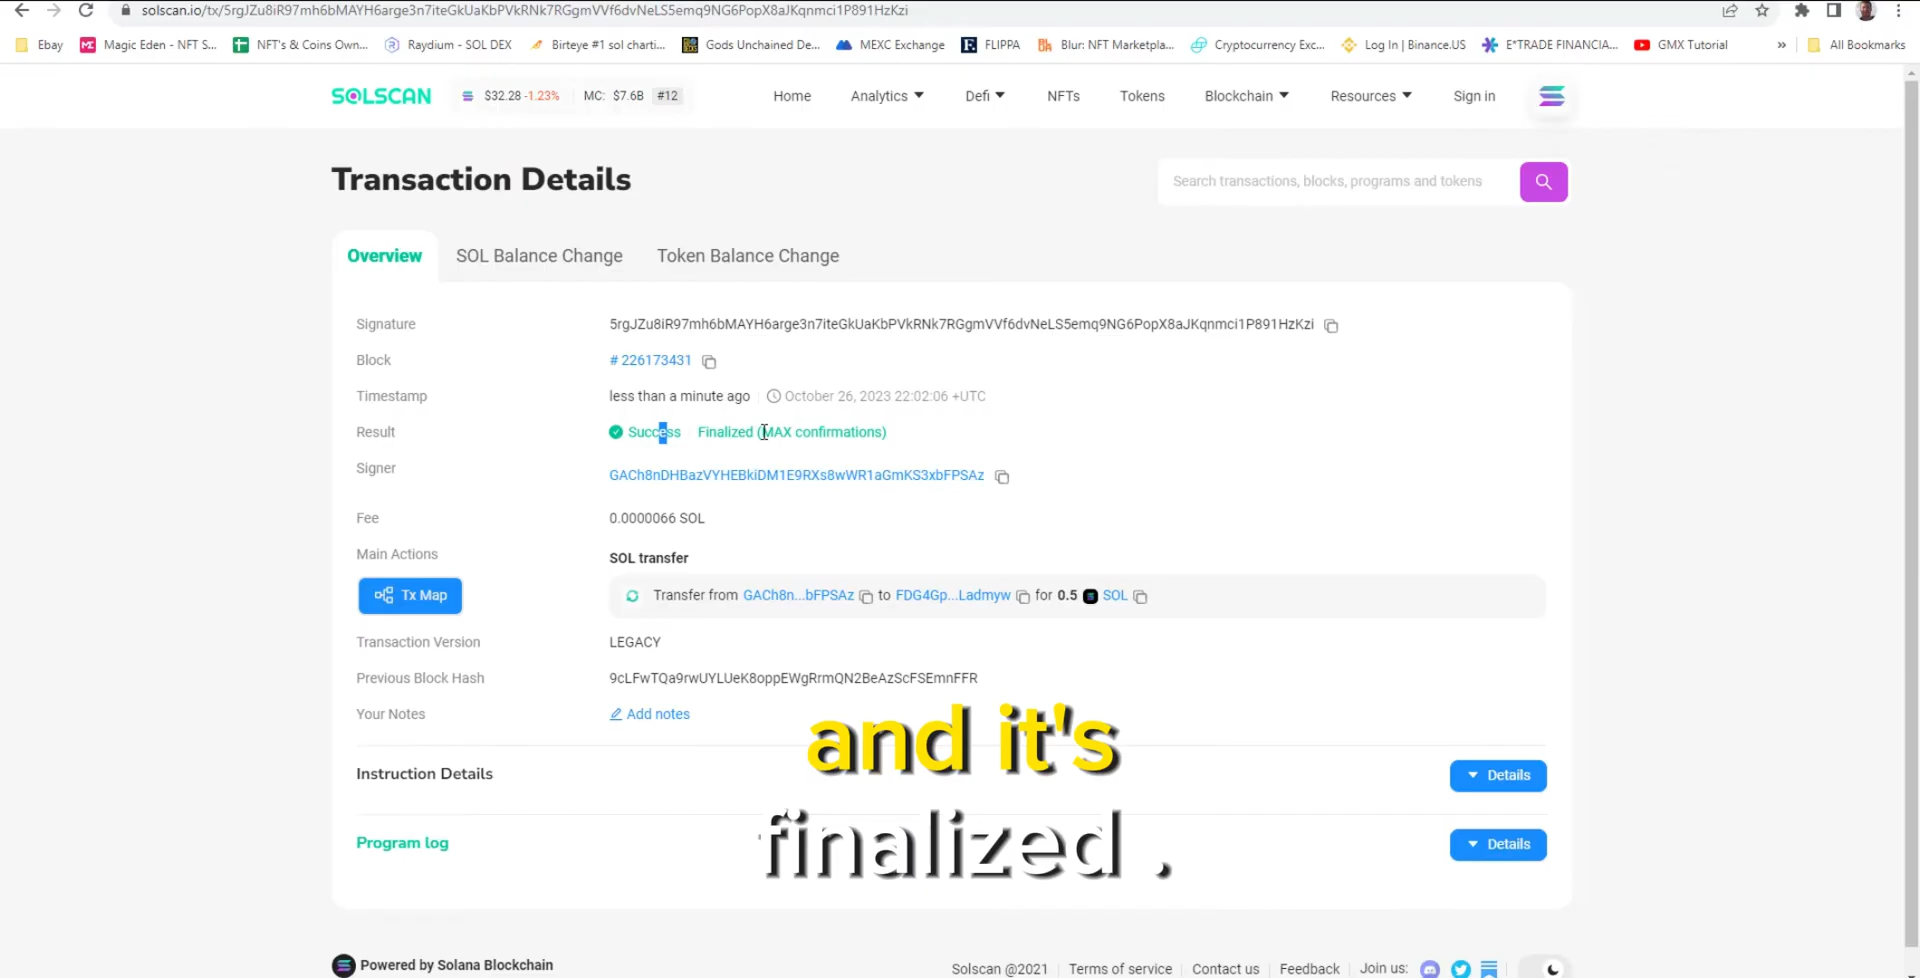 solscan.io/tx/5rgJZu8iR97mh6bMAYH6arge3n7iteGkUaKbPVkRNk7RGgmVVf6dvNeLS5emq9NG6PopX8aJKqnmci1P891HzKzi
Ebay Magic Eden - NFT S... NFT's & Coins Own... Raydium - SOL DEX Birteye #1 sol charti... Gods Unchained De... MEXC Exchange FLIPPA Blur: NFT Marketpla... Cryptocurrency Exc... Log In | Binance.US E*TRADE FINANCIA... GMX Tutorial » All Bookmarks
SOLSCAN $32.28 -1.23% MC: $7.6B #12 Home Analytics Defi NFTs Tokens Blockchain Resources Sign in
Transaction Details
Search transactions, blocks, programs and tokens
Overview SOL Balance Change Token Balance Change
Signature 5rgJZu8iR97mh6bMAYH6arge3n7iteGkUaKbPVkRNk7RGgmVVf6dvNeLS5emq9NG6PopX8aJKqnmci1P891HzKzi
Block # 226173431
Timestamp less than a minute ago October 26, 2023 22:02:06 +UTC
Result Success Finalized (MAX confirmations)
Signer GACh8nDHBazVYHEBkiDM1E9RXs8wWR1aGmKS3xbFPSAz
Fee 0.0000066 SOL
Main Actions SOL transfer
Tx Map Transfer from GACh8n...bFPSAz to FDG4Gp...Ladmyw for 0.5 SOL
Transaction Version LEGACY
Previous Block Hash 9cLFwTQa9rwUYLUeK8oppEWgRrmQN2BeAzScFSEmnFFR
Your Notes Add notes
and it's
Instruction Details Details
finalized .
Program log Details
Powered by Solana Blockchain
Solscan @2021 Terms of service Contact us Feedback Join us: